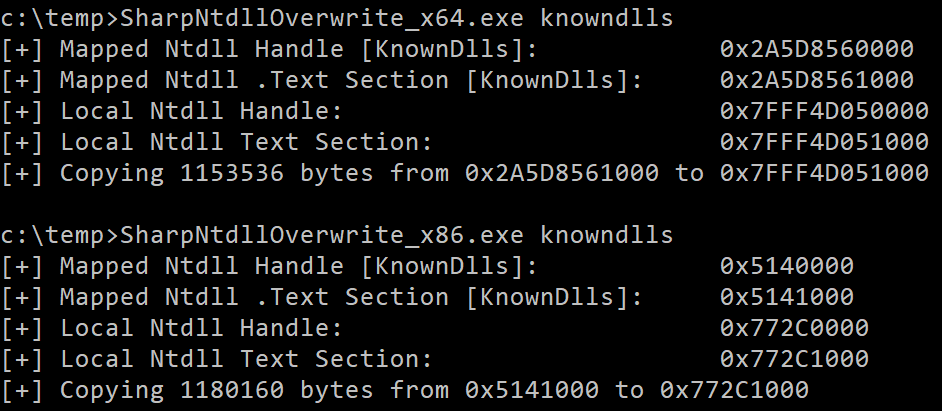 c:\temp>SharpNtdllOverwrite_x64.exe knowndlls
[+] Mapped Ntdll Handle [KnownDlls]: 0x2A5D8560000
[+] Mapped Ntdll .Text Section [KnownDlls]: 0x2A5D8561000
[+] Local Ntdll Handle: 0x7FFF4D050000
[+] Local Ntdll Text Section: 0x7FFF4D051000
[+] Copying 1153536 bytes from 0x2A5D8561000 to 0x7FFF4D051000
c:\temp>SharpNtdllOverwrite_x86.exe knowndlls
[+] Mapped Ntdll Handle [KnownDlls]: 0x5140000
[+] Mapped Ntdll .Text Section [KnownDlls]: 0x5141000
[+] Local Ntdll Handle: 0x772C0000
[+] Local Ntdll Text Section: 0x772C1000
[+] Copying 1180160 bytes from 0x5141000 to 0x772C1000